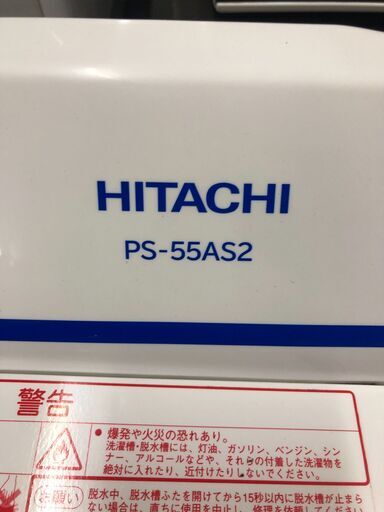 HITACHI
PS-55AS2
警告
●爆発や火災の恐れあり。
洗濯槽・脱水槽には、灯油、ガソリン、ベンジン、シン
ナー、アルコールなどや、それらの付着した洗濯物を
絶対に入れたり、近付けたりしないでください。
お願い
脱水中、脱水槽ふたを開けてから15秒以内に脱水槽が止まら
ない場合は、直ちに使用を中止し、修理を依頼してください